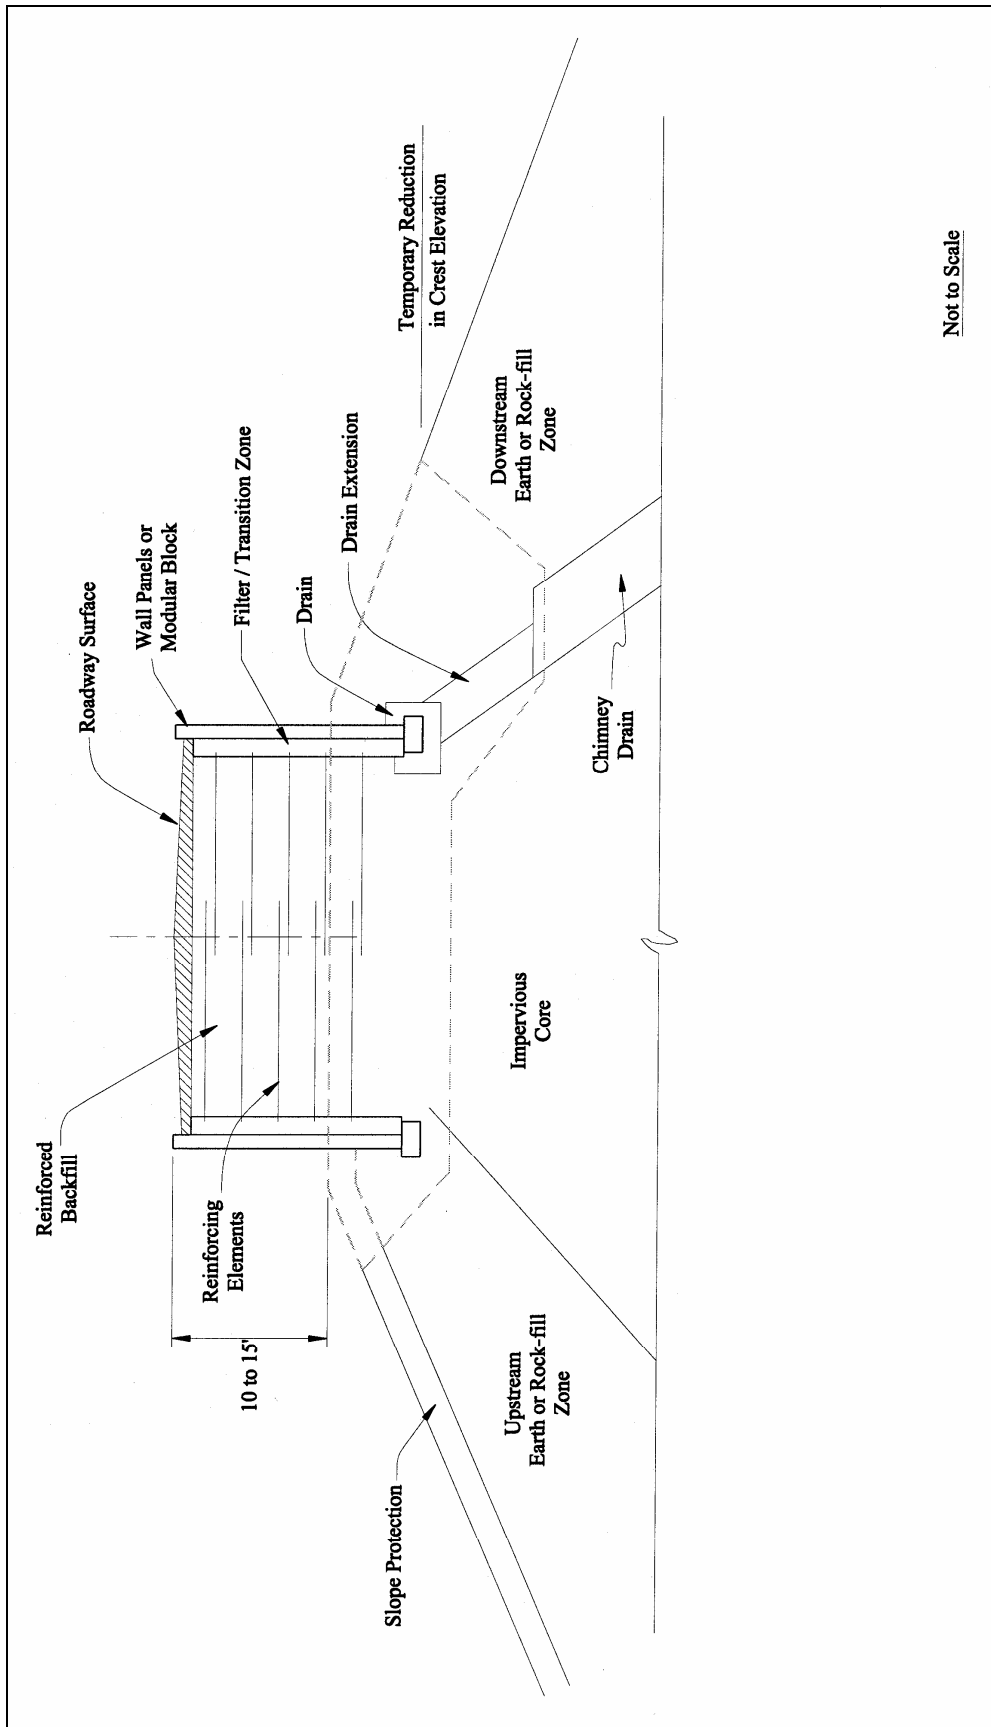 Reinforced
Backfill
Roadway Surface
Wall Panels or
Modular Block
Filter / Transition Zone
Drain
Drain Extension
Temporary Reduction
in Crest Elevation
Reinforcing
Elements
10 to 15'
Slope Protection
Upstream
Earth or Rock-fill
Zone
Impervious
Core
Chimney
Drain
Downstream
Earth or Rock-fill
Zone
Not to Scale